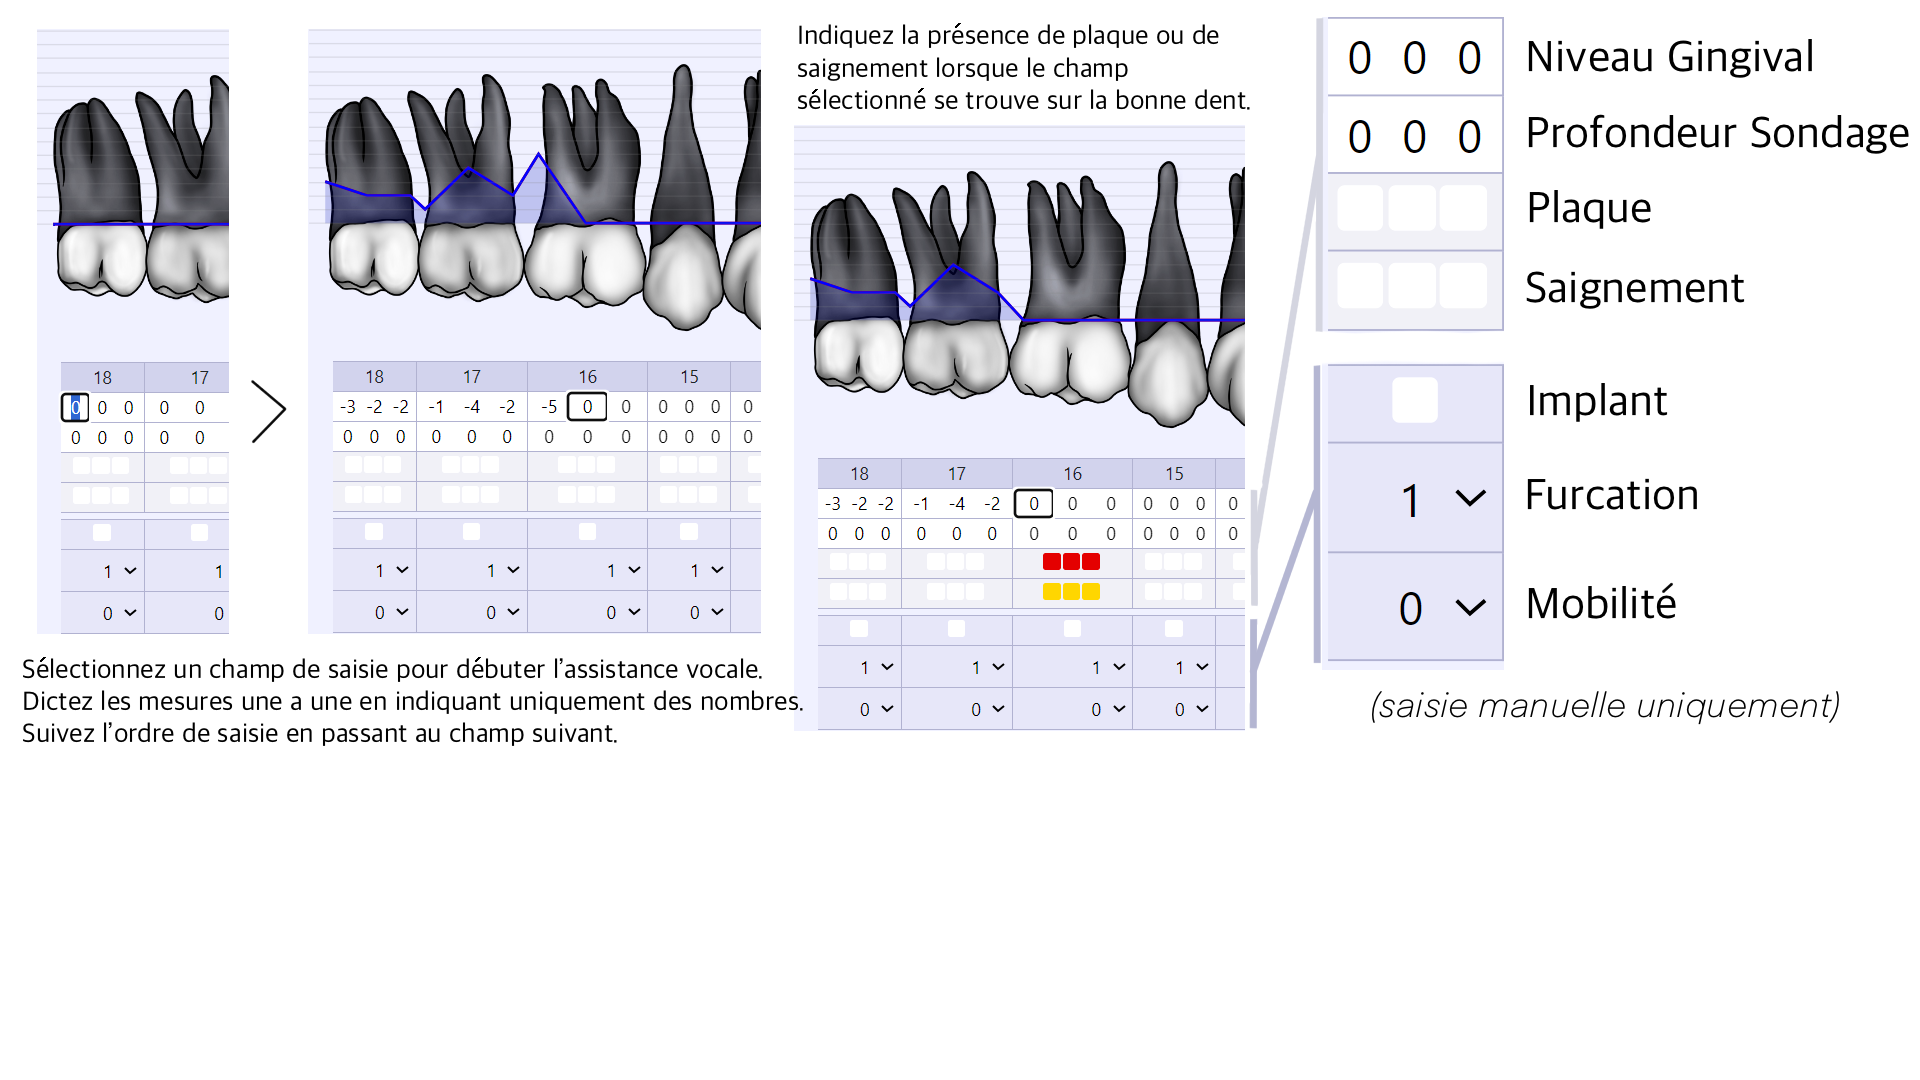 18 17
0 0 0 0 0
0 0 0 0 0
1 1
0 0
18 17 16 15
-3 -2 -2 -1 -4 -2 -5 0 0 0 0 0 0
0 0 0 0 0 0 0 0 0 0 0 0 0
1 1 1 1
0 0 0 0
Sélectionnez un champ de saisie pour débuter l'assistance vocale.
Dictez les mesures une a une en indiquant uniquement des nombres.
Suivez l'ordre de saisie en passant au champ suivant.
Indiquez la présence de plaque ou de
saignement lorsque le champ
sélectionné se trouve sur la bonne dent.
18 17 16 15
-3 -2 -2 -1 -4 -2 0 0 0 0 0 0 0
0 0 0 0 0 0 0 0 0 0 0 0 0
1 1 1 1
0 0 0 0
0 0 0 Niveau Gingival
0 0 0 Profondeur Sondage
Plaque
Saignement
Implant
1 Furcation
0 Mobilité
(saisie manuelle uniquement)